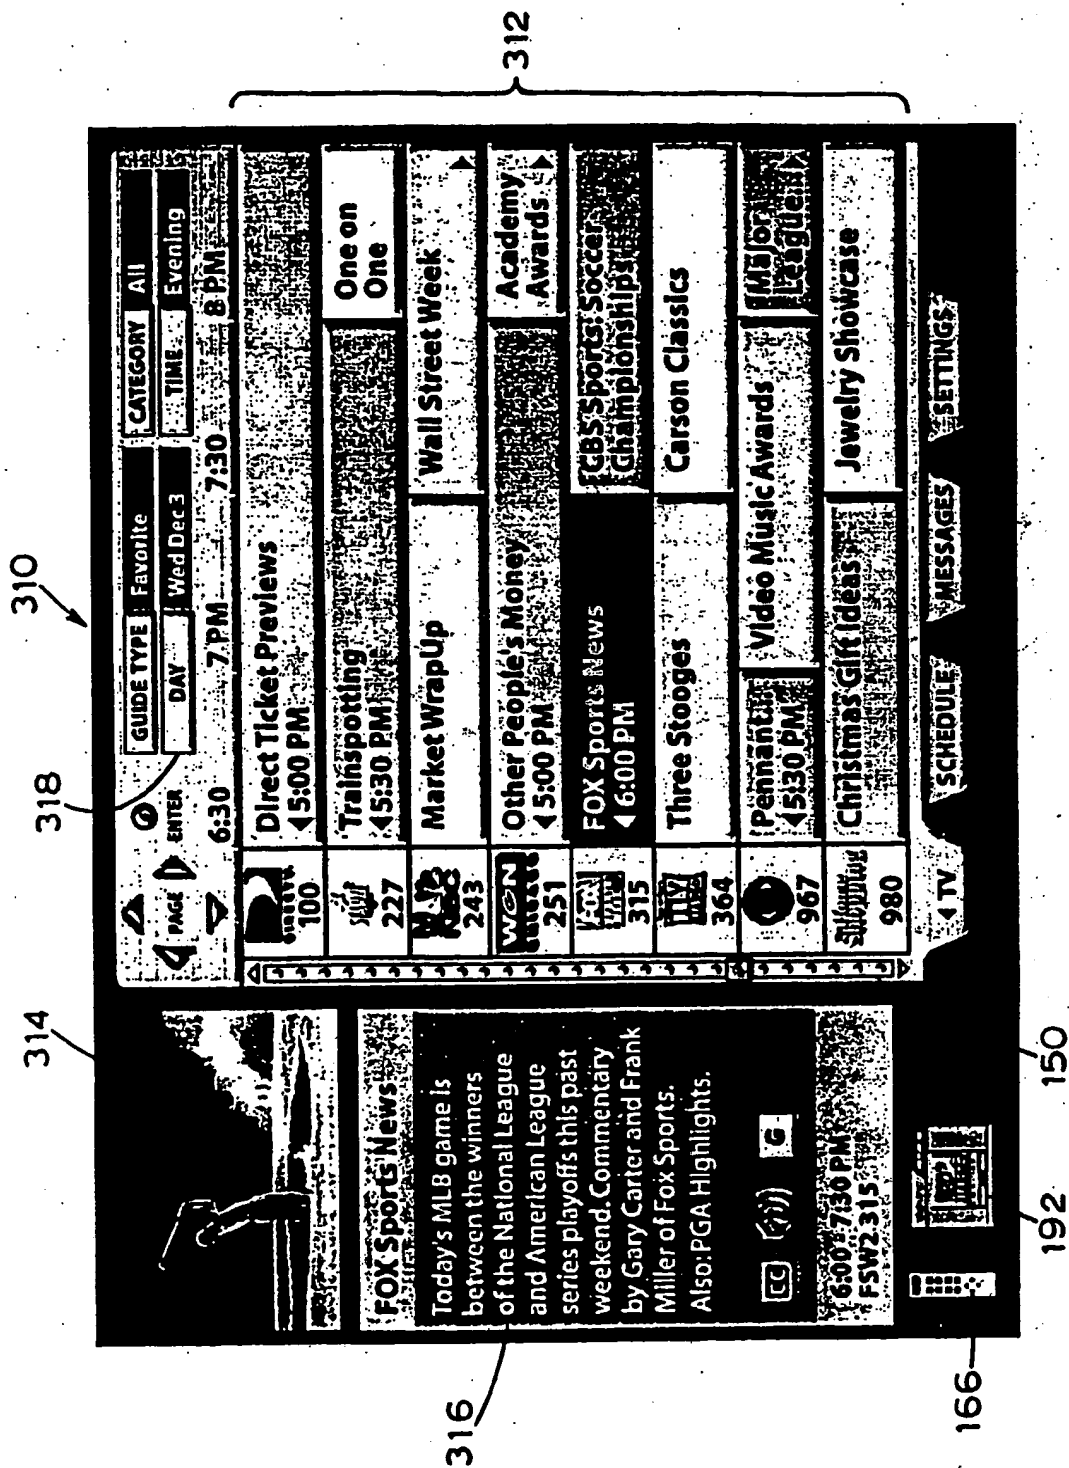 310
318
314
312
316
GUIDE TYPE Favorite CATEGORY All
PAGE ENTER
DAY Wed Dec 3 TIME Evening
6:30 7 PM 7:30 8 PM
100 Direct Ticket Previews
5:00 PM
227 Trainspotting
5:30 PM
One on
One
243 Market WrapUp Wall Street Week
WGN
251 Other People's Money
5:00 PM
Academy
Awards
315 FOX Sports News
6:00 PM
CBS Sports: Soccer
Championships
364 Three Stooges Carson Classics
967 Pennant
5:30 PM
Video Music Awards
Major
League
980 Christmas Gift Ideas Jewelry Showcase
FOX Sports News
Today's MLB game is
between the winners
of the National League
and American League
series playoffs this past
weekend. Commentary
by Gary Carter and Frank
Miller of Fox Sports.
Also: PGA Highlights.
CC G
6:00 - 7:30 PM
FSW2 315
TV SCHEDULE MESSAGES SETTINGS
166
192
150